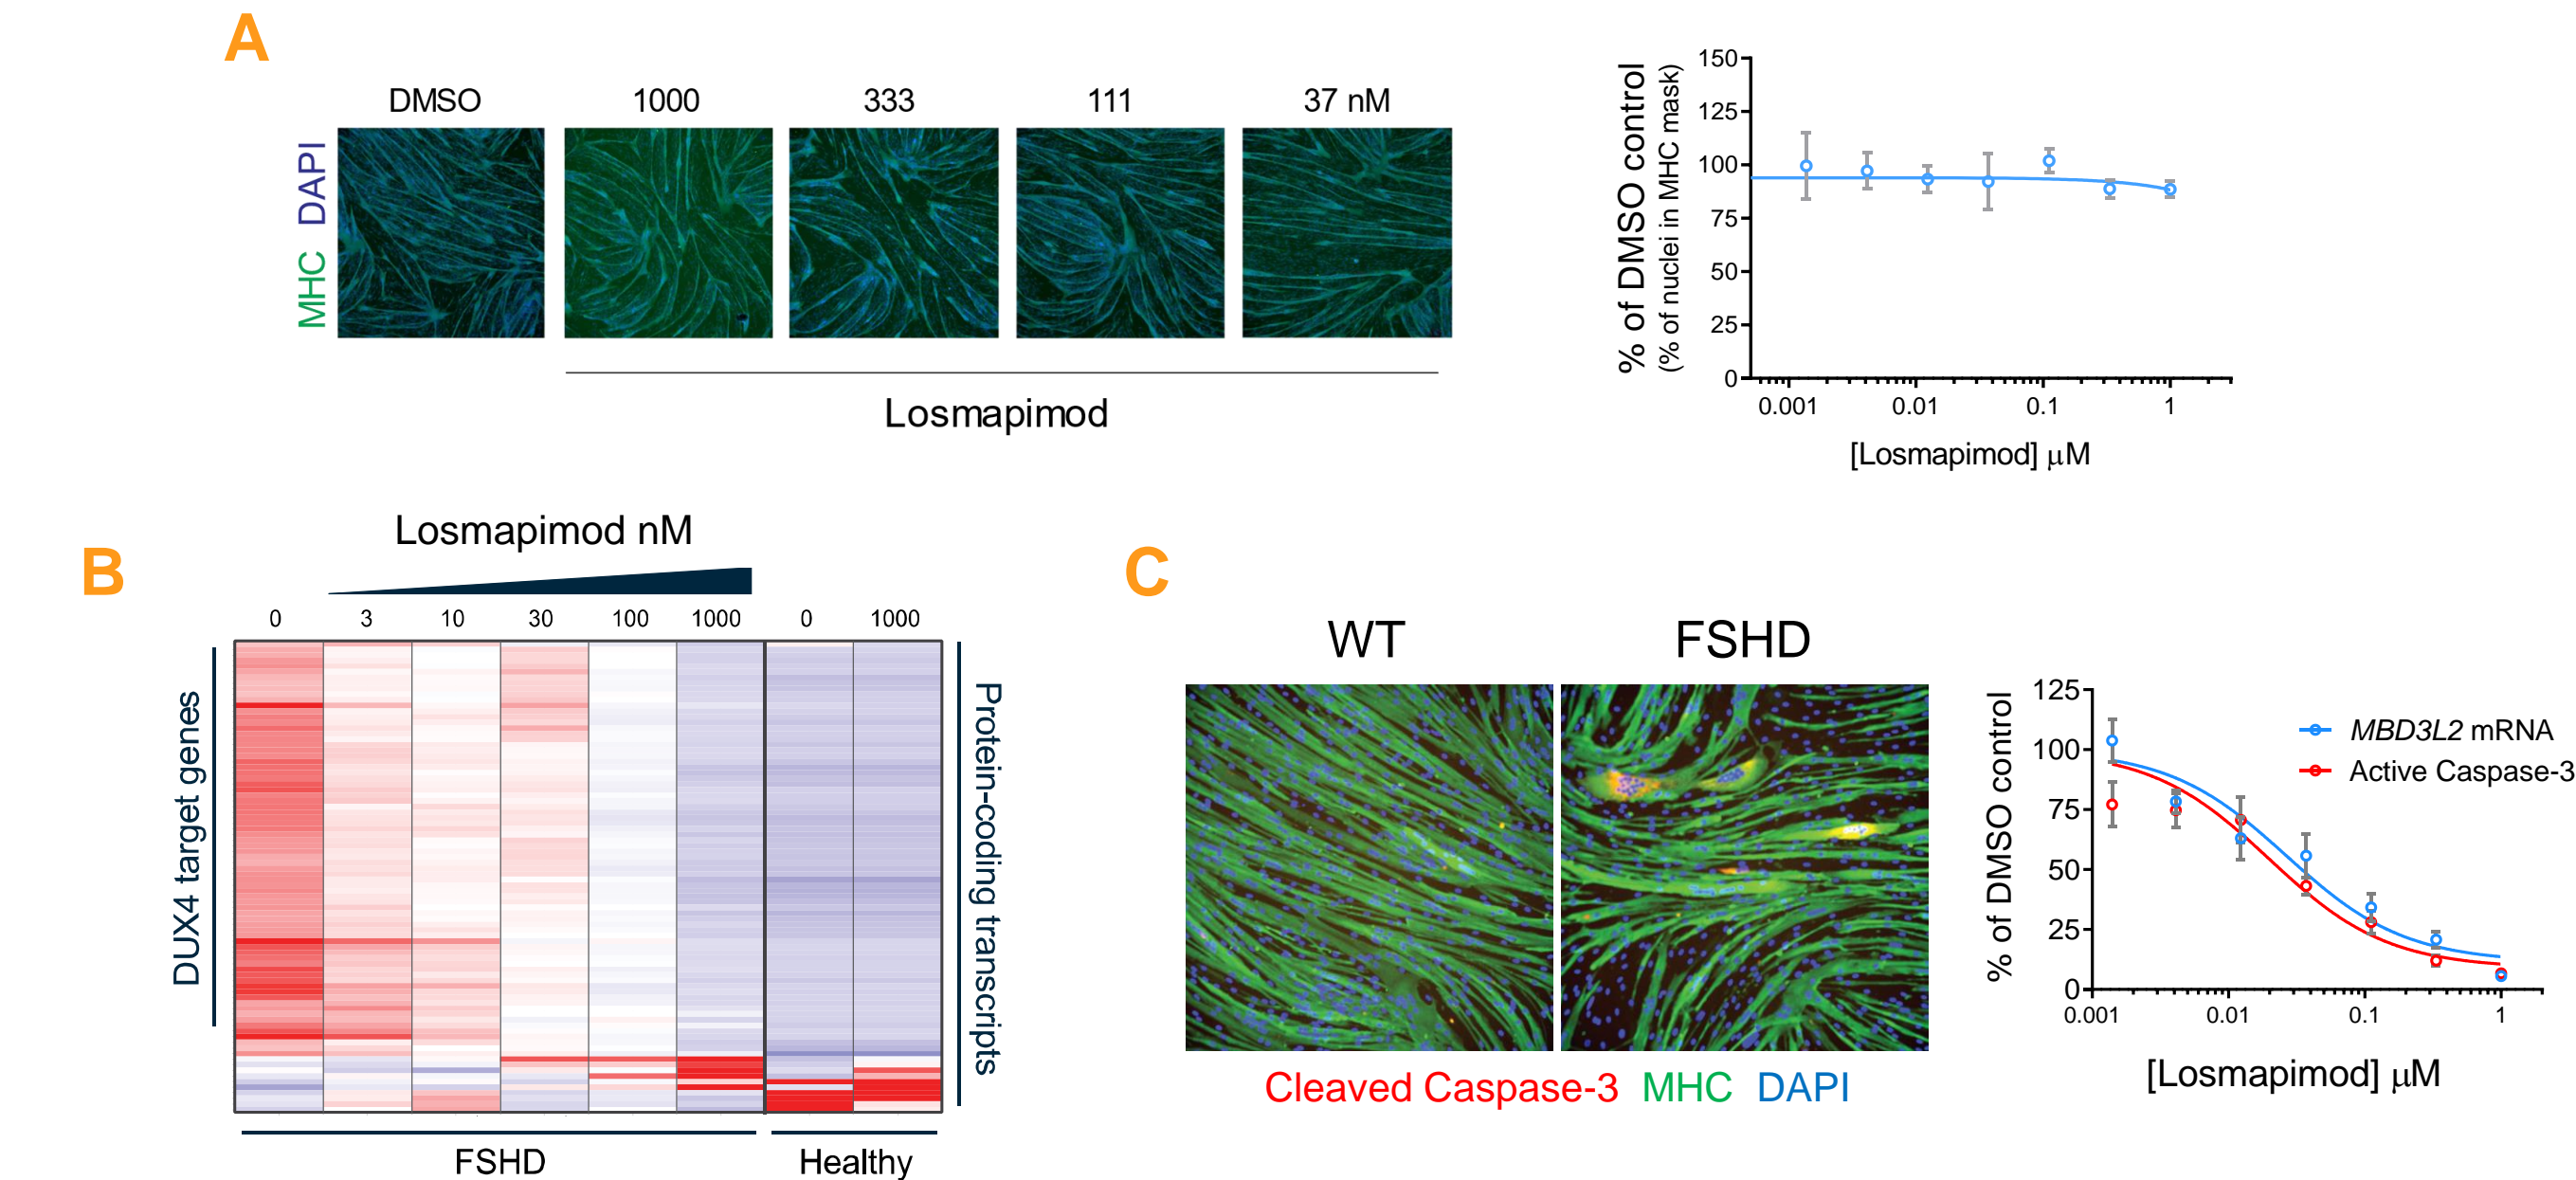 A
DMSO
1000
333
111
37 nM
MHC DAPI
Losmapimod
% of DMSO control
(% of nuclei in MHC mask)
150
125
100
75
50
25
0
0.001
0.01
0.1
1
[Losmapimod] μM
B
Losmapimod nM
0
3
10
30
100
1000
0
1000
DUX4 target genes
Protein-coding transcripts
FSHD
Healthy
C
WT
FSHD
Cleaved Caspase-3 MHC DAPI
% of DMSO control
125
100
75
50
25
0
0.001
0.01
0.1
1
MBD3L2 mRNA
Active Caspase-3
[Losmapimod] μM